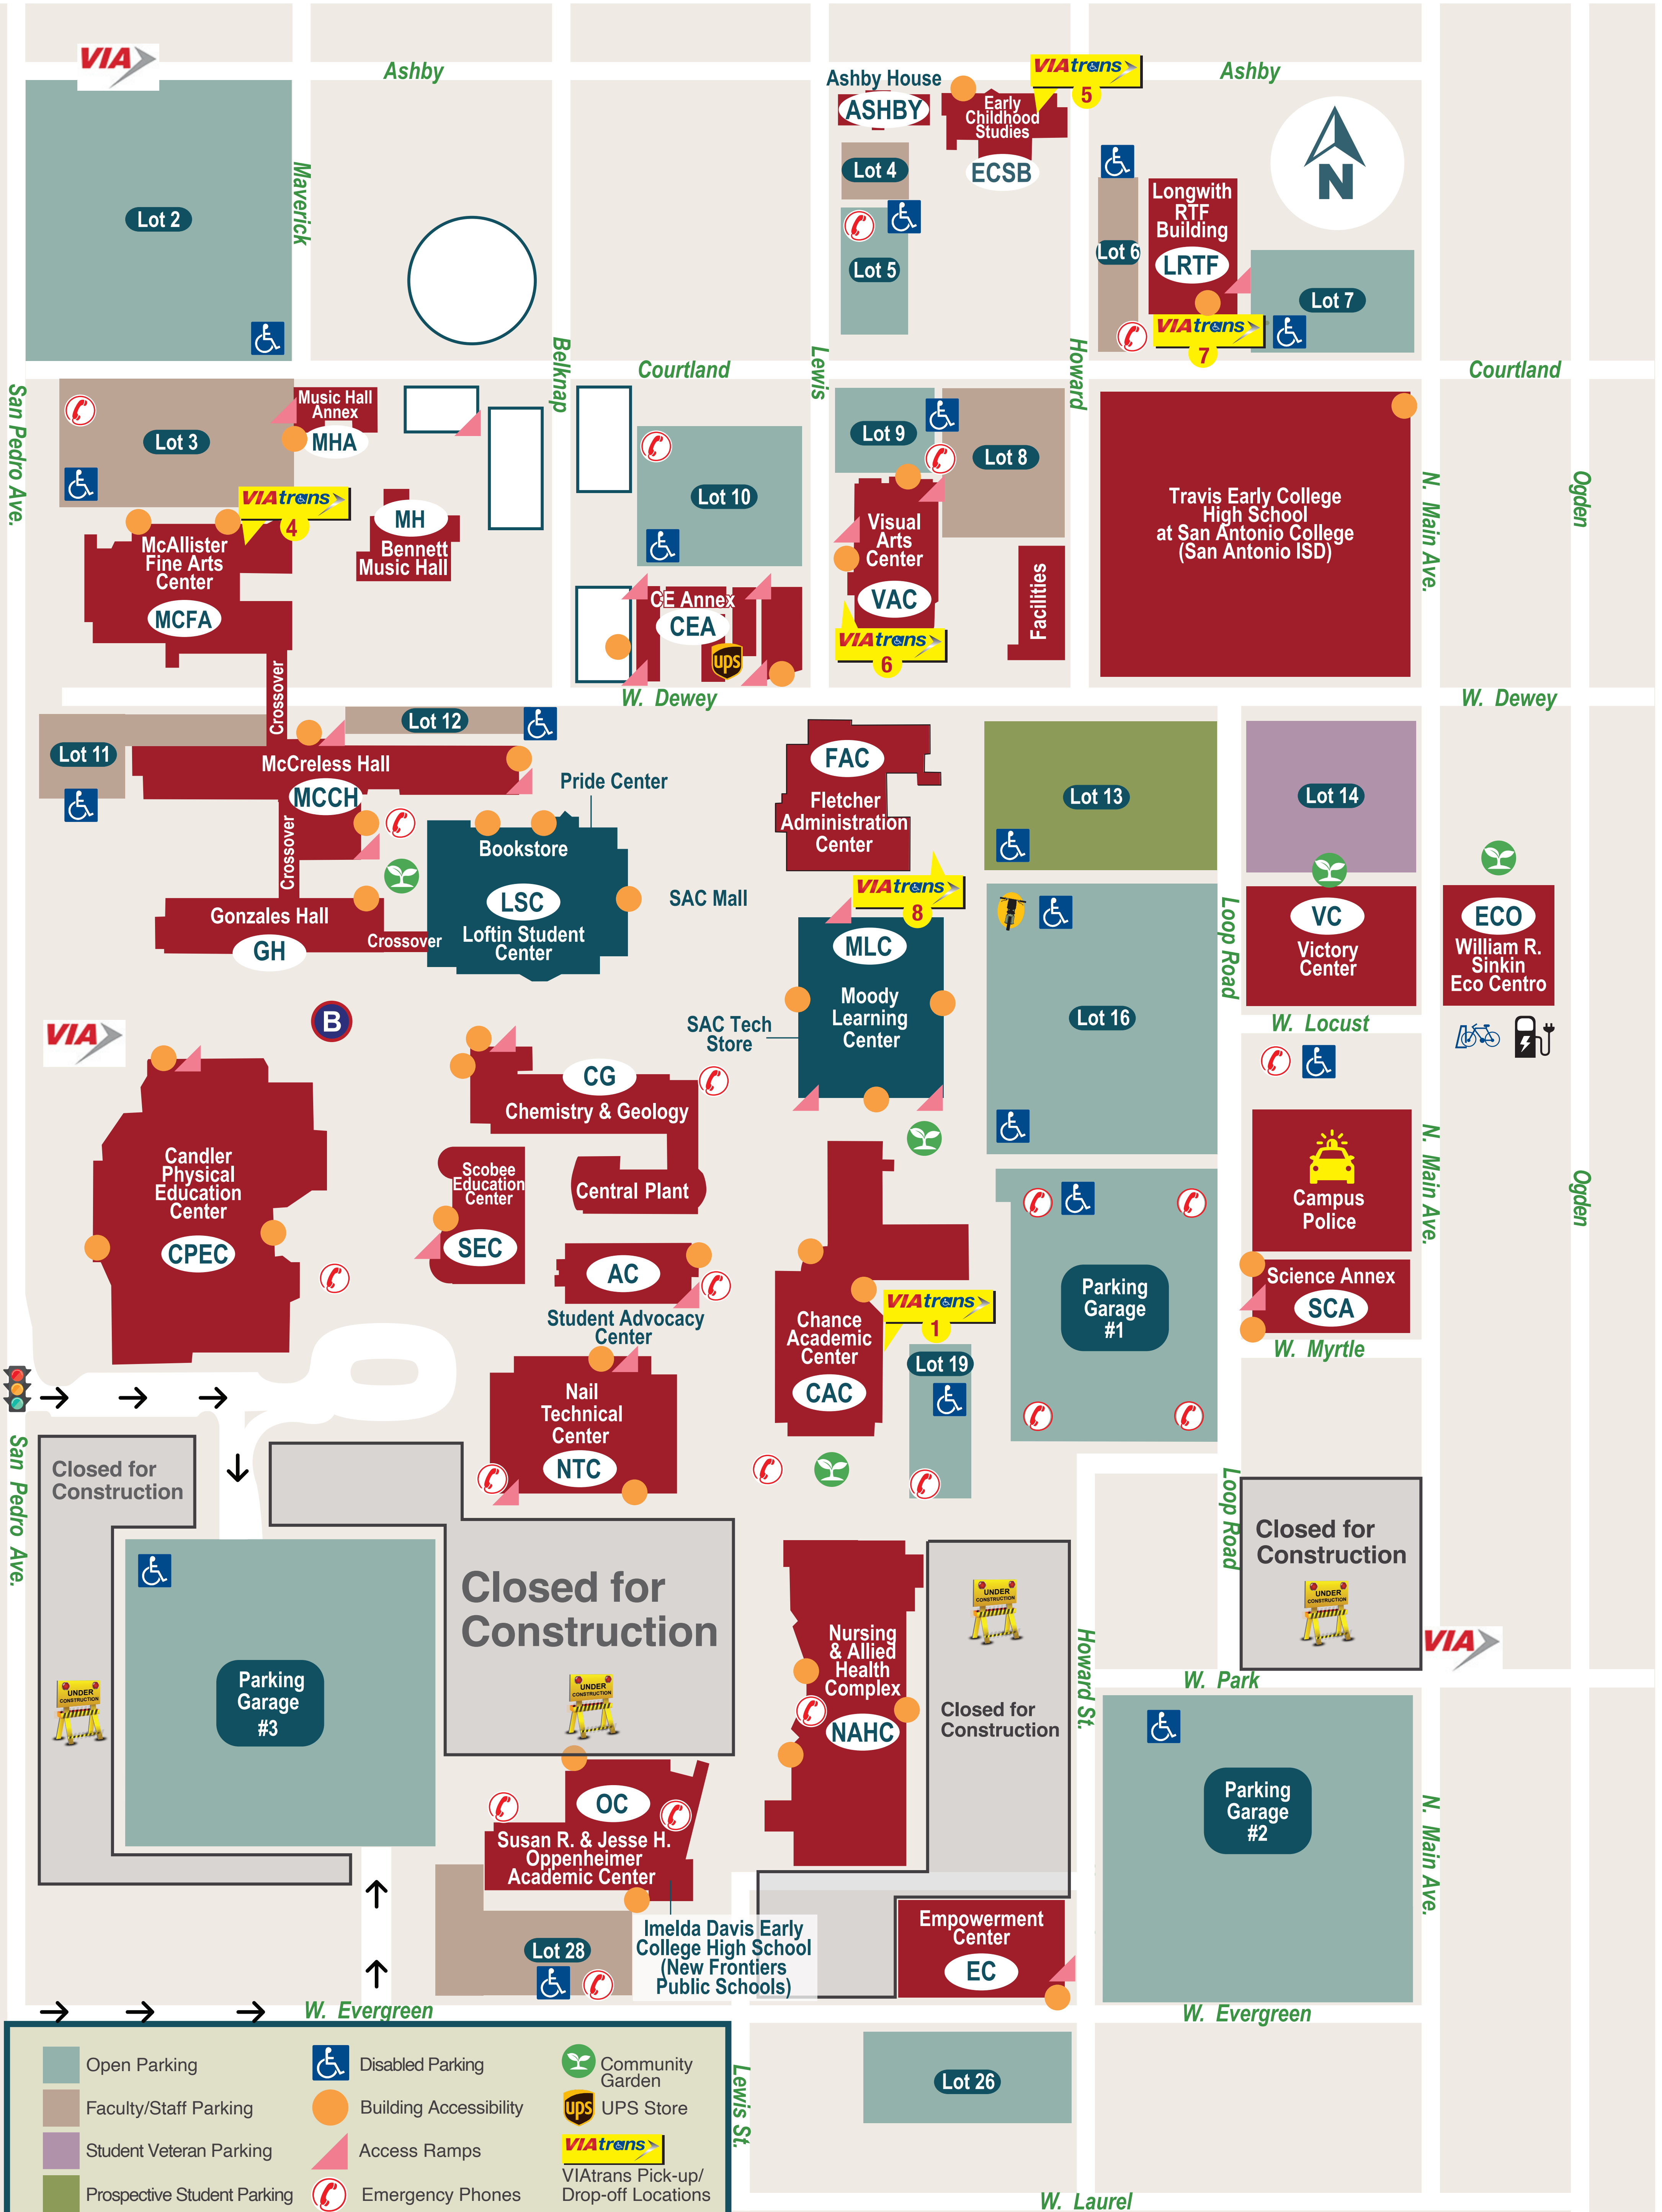 VIA
Ashby
Ashby House
ASHBY
Early
Childhood
Studies
ECSB
VIAtrans
5
Ashby
N
Lot 2
Maverick
Lot 4
Lot 5
Lot 6
Longwith
RTF
Building
LRTF
Lot 7
VIAtrans
7
San Pedro Ave.
Belknap
Courtland
Lewis
Howard
Courtland
Lot 3
Music Hall
Annex
MHA
VIAtrans
4
MH
Bennett
Music Hall
McAllister
Fine Arts
Center
MCFA
Lot 10
CE Annex
CEA
ups
Lot 9
Lot 8
Visual
Arts
Center
VAC
VIAtrans
6
Facilities
Travis Early College
High School
at San Antonio College
(San Antonio ISD)
N. Main Ave.
Ogden
Crossover
W. Dewey
W. Dewey
Lot 11
Lot 12
McCreless Hall
MCCH
Crossover
Pride Center
Bookstore
LSC
Loftin Student
Center
SAC Mall
Gonzales Hall
GH
Crossover
FAC
Fletcher
Administration
Center
VIAtrans
8
Lot 13
Lot 14
MLC
Moody
Learning
Center
SAC Tech
Store
Lot 16
Loop Road
VC
Victory
Center
ECO
William R.
Sinkin
Eco Centro
W. Locust
VIA
B
CG
Chemistry & Geology
Candler
Physical
Education
Center
CPEC
Scobee
Education
Center
SEC
Central Plant
AC
Student Advocacy
Center
Campus
Police
N. Main Ave.
Ogden
Parking
Garage
#1
Science Annex
SCA
W. Myrtle
Chance
Academic
Center
CAC
VIAtrans
1
Lot 19
Nail
Technical
Center
NTC
San Pedro Ave.
Closed for
Construction
UNDER
CONSTRUCTION
Parking
Garage
#3
Closed for
Construction
UNDER
CONSTRUCTION
Nursing
& Allied
Health
Complex
NAHC
UNDER
CONSTRUCTION
Closed for
Construction
Howard St.
Loop Road
Closed for
Construction
UNDER
CONSTRUCTION
VIA
W. Park
Parking
Garage
#2
N. Main Ave.
OC
Susan R. & Jesse H.
Oppenheimer
Academic Center
Imelda Davis Early
College High School
(New Frontiers
Public Schools)
Lot 28
Empowerment
Center
EC
W. Evergreen
W. Evergreen
Lot 26
Lewis St.
W. Laurel
Open Parking
Faculty/Staff Parking
Student Veteran Parking
Prospective Student Parking
Disabled Parking
Building Accessibility
Access Ramps
Emergency Phones
Community
Garden
ups
UPS Store
VIAtrans
VIAtrans Pick-up/
Drop-off Locations